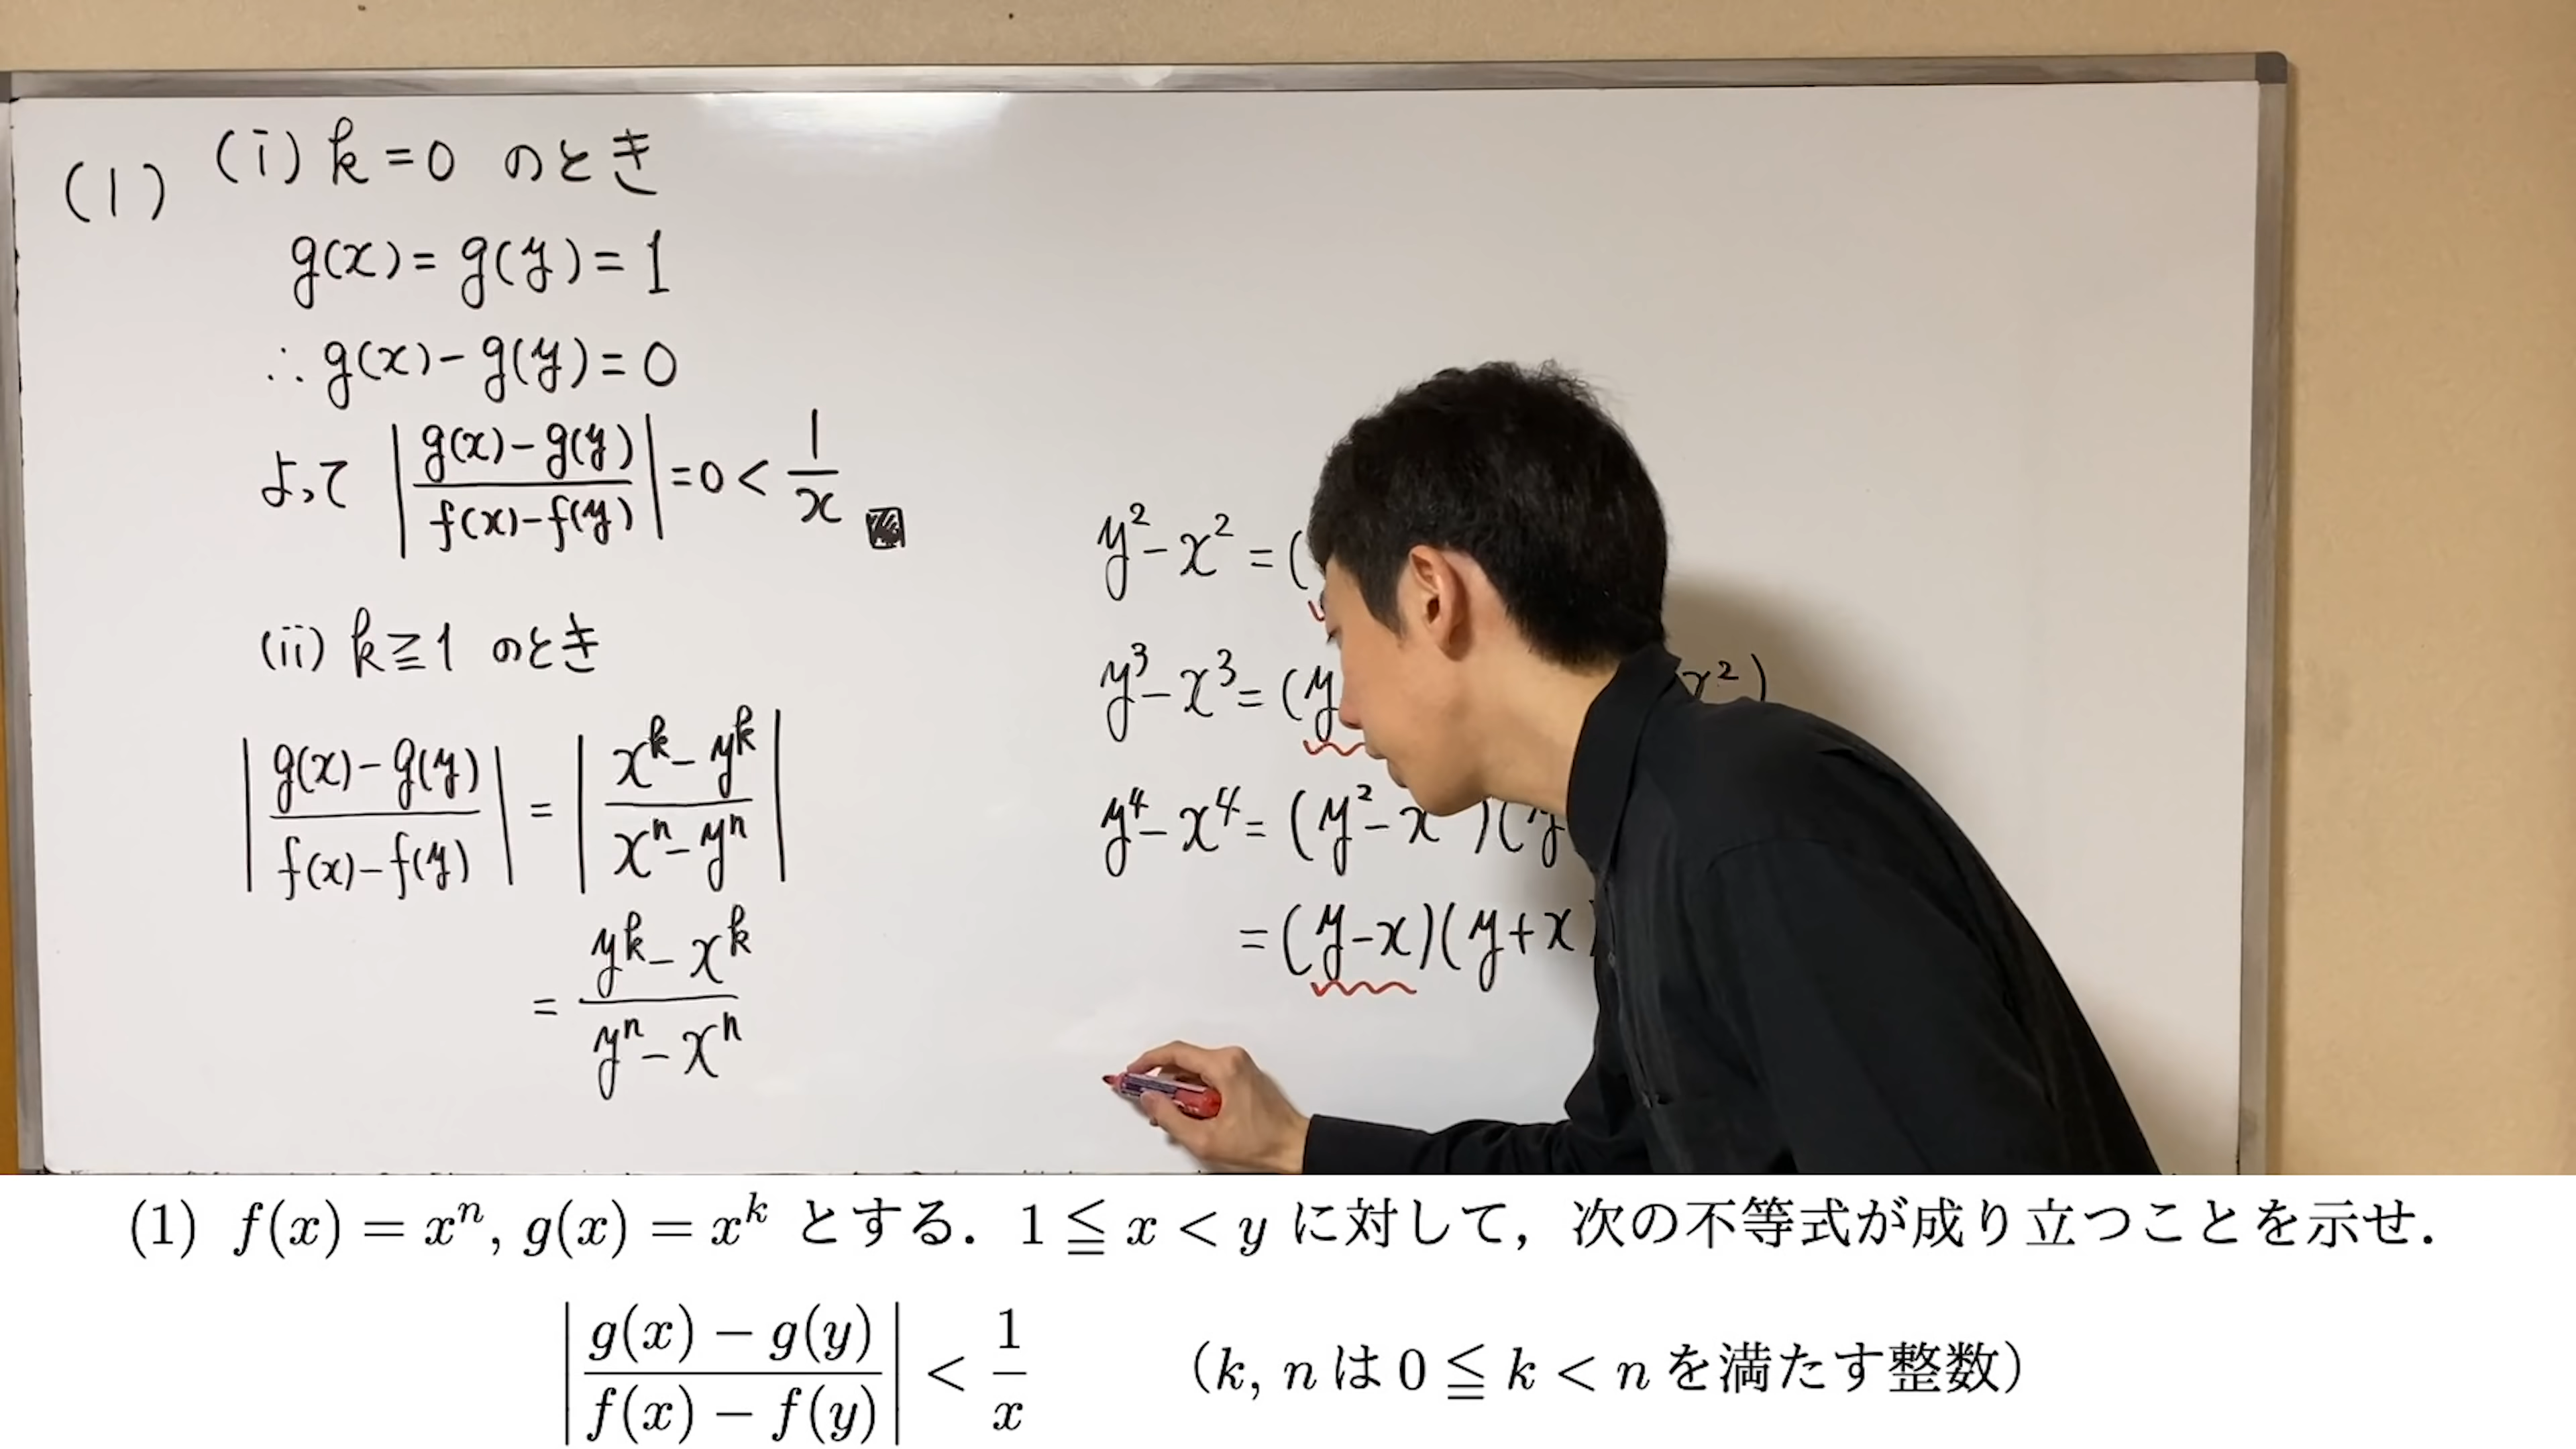 (1) (i) k=0 のとき
g(x)=g(y)=1
∴ g(x)-g(y)=0
よって |(g(x)-g(y))/(f(x)-f(y))|=0<1/x
(ii) k≧1 のとき
|(g(x)-g(y))/(f(x)-f(y))| = |(x^k-y^k)/(x^n-y^n)|
= (y^k-x^k)/(y^n-x^n)
y²-x²=(
y³-x³=(y x²)
y⁴-x⁴=(y²-x )(y
=(y-x)(y+x)
(1) f(x) = x^n, g(x) = x^k とする．1 ≦ x < y に対して，次の不等式が成り立つことを示せ．
|(g(x) − g(y))/(f(x) − f(y))| < 1/x （k, n は 0 ≦ k < n を満たす整数）